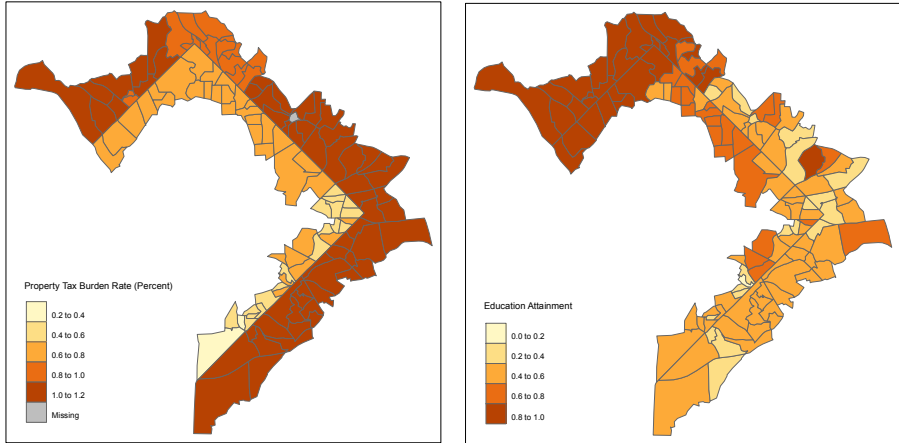 Property Tax Burden Rate (Percent)
0.2 to 0.4
0.4 to 0.6
0.6 to 0.8
0.8 to 1.0
1.0 to 1.2
Missing
Education Attainment
0.0 to 0.2
0.2 to 0.4
0.4 to 0.6
0.6 to 0.8
0.8 to 1.0